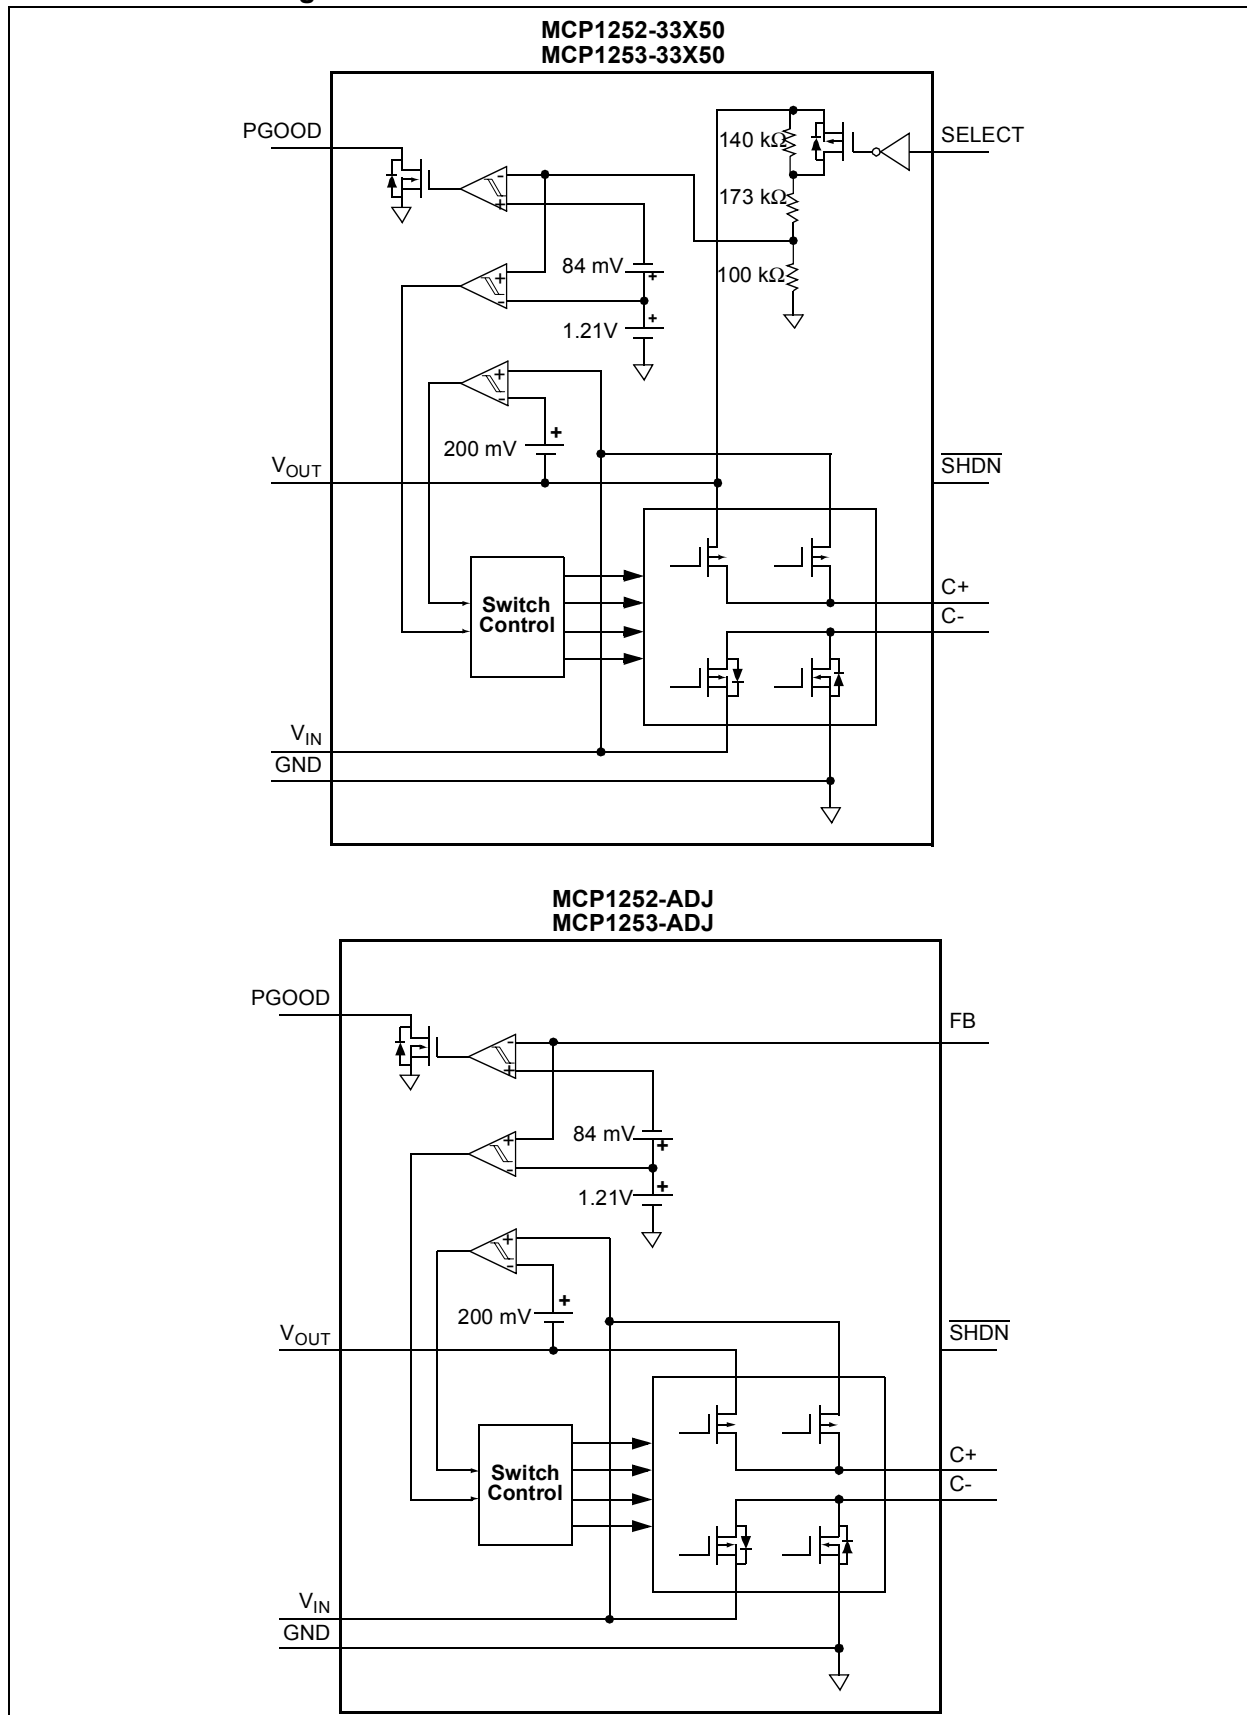 MCP1252-33X50
MCP1253-33X50
PGOOD
SELECT
140 kΩ
173 kΩ
100 kΩ
-
+
84 mV
+
+
-
1.21V
+
+
-
200 mV
+
VOUT
SHDN
Switch
Control
C+
C-
VIN
GND
MCP1252-ADJ
MCP1253-ADJ
PGOOD
FB
-
+
84 mV
+
+
-
1.21V
+
+
-
200 mV
+
VOUT
SHDN
Switch
Control
C+
C-
VIN
GND